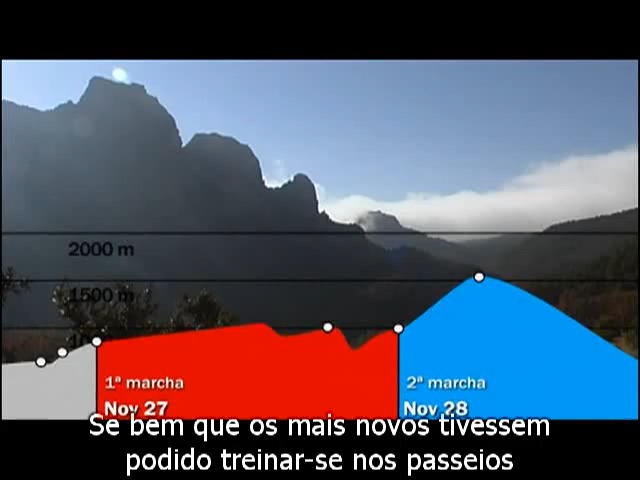 2000 m
1500 m
1ª marcha
Nov 27
2ª marcha
Nov 28
Se bem que os mais novos tivessem
podido treinar-se nos passeios